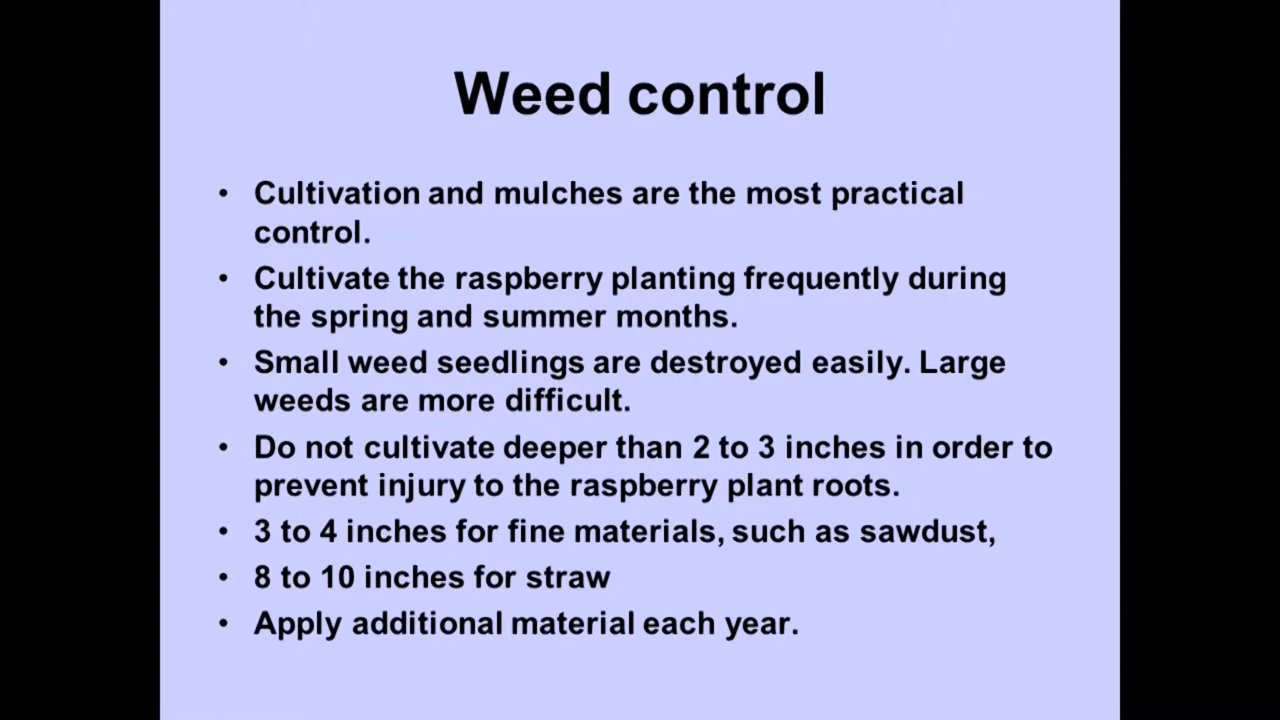 Weed control
• Cultivation and mulches are the most practical
control.
• Cultivate the raspberry planting frequently during
the spring and summer months.
• Small weed seedlings are destroyed easily. Large
weeds are more difficult.
• Do not cultivate deeper than 2 to 3 inches in order to
prevent injury to the raspberry plant roots.
• 3 to 4 inches for fine materials, such as sawdust,
• 8 to 10 inches for straw
• Apply additional material each year.